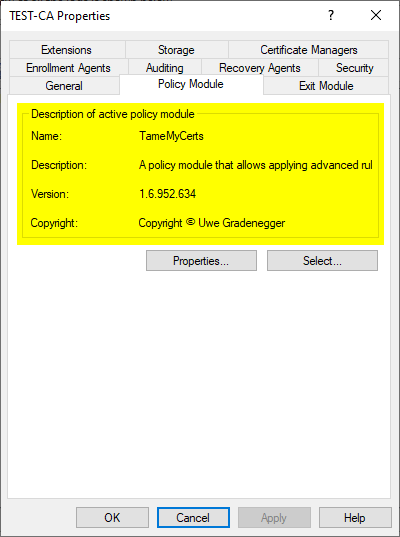 TEST-CA Properties
?
Extensions Storage Certificate Managers
Enrollment Agents Auditing Recovery Agents Security
General Policy Module Exit Module
Description of active policy module
Name: TameMyCerts
Description: A policy module that allows applying advanced rul
Version: 1.6.952.634
Copyright: Copyright © Uwe Gradenegger
Properties... Select...
OK Cancel Apply Help